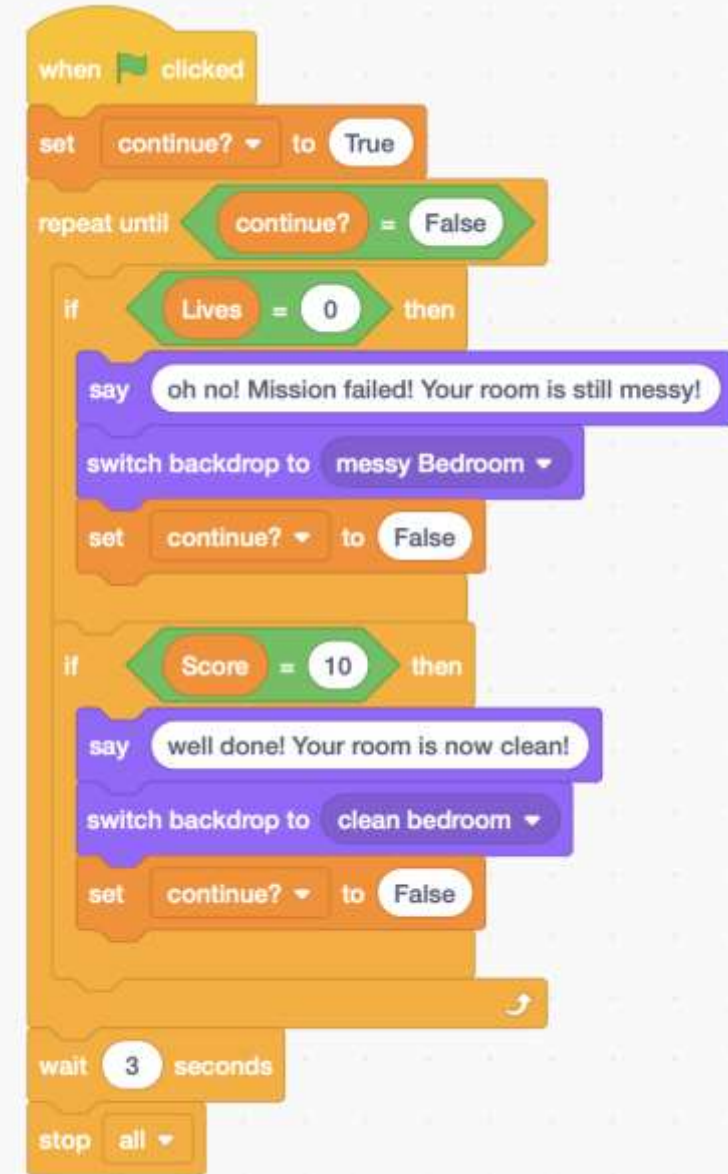 when clicked
set continue? to True
repeat until continue? = False
if Lives = 0 then
say oh no! Mission failed! Your room is still messy!
switch backdrop to messy Bedroom
set continue? to False
if Score = 10 then
say well done! Your room is now clean!
switch backdrop to clean bedroom
set continue? to False
wait 3 seconds
stop all